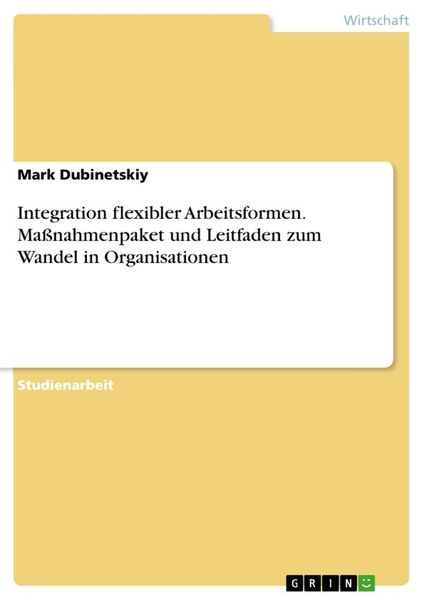 Wirtschaft
Mark Dubinetskiy
Integration flexibler Arbeitsformen.
Maßnahmenpaket und Leitfaden zum
Wandel in Organisationen
Studienarbeit
GRIN